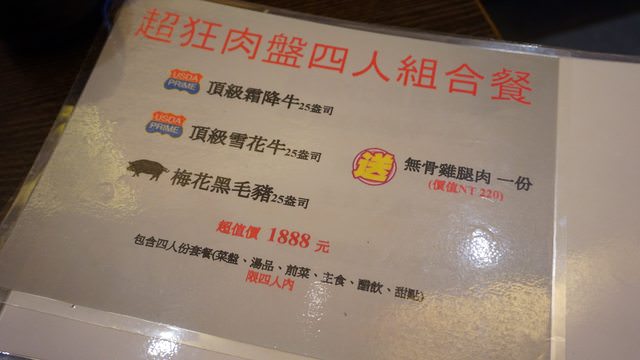 超狂肉盤四人組合餐
USDA PRIME 頂級霜降牛25盎司
USDA PRIME 頂級雪花牛25盎司
梅花黑毛豬25盎司
送 無骨雞腿肉 一份
(價值NT 220)
超值價 1888 元
包含四人份套餐(菜盤、湯品、前菜、主食、醋飲、甜點)
限四人內